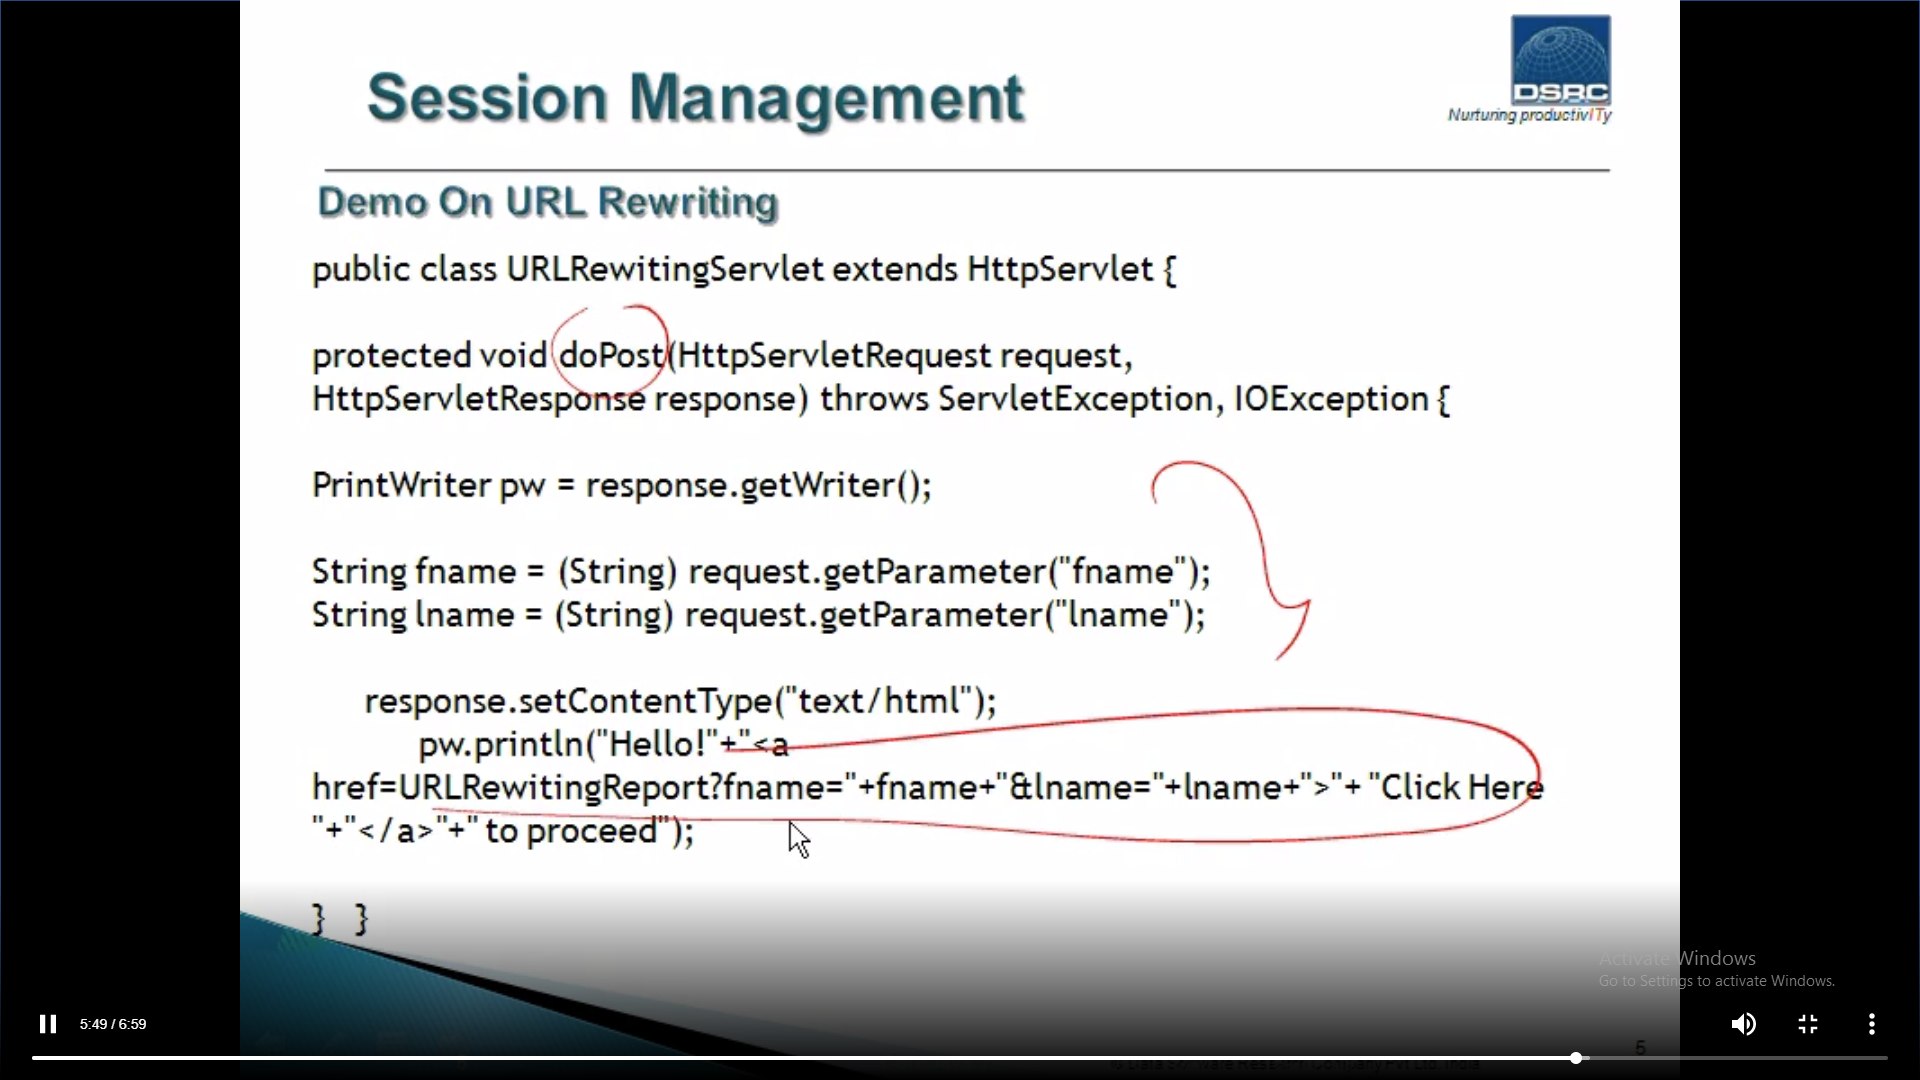 DSRC
Nurturing productivITy
Session Management
Demo On URL Rewriting
public class URLRewitingServlet extends HttpServlet {
protected void doPost(HttpServletRequest request,
HttpServletResponse response) throws ServletException, IOException {
PrintWriter pw = response.getWriter();
String fname = (String) request.getParameter("fname");
String lname = (String) request.getParameter("lname");
response.setContentType("text/html");
pw.println("Hello!"+"<a
href=URLRewitingReport?fname="+fname+"&lname="+lname+">"+ "Click Here
"+"</a>"+" to proceed");
} }
Activate Windows
Go to Settings to activate Windows.
5:49 / 6:59
5